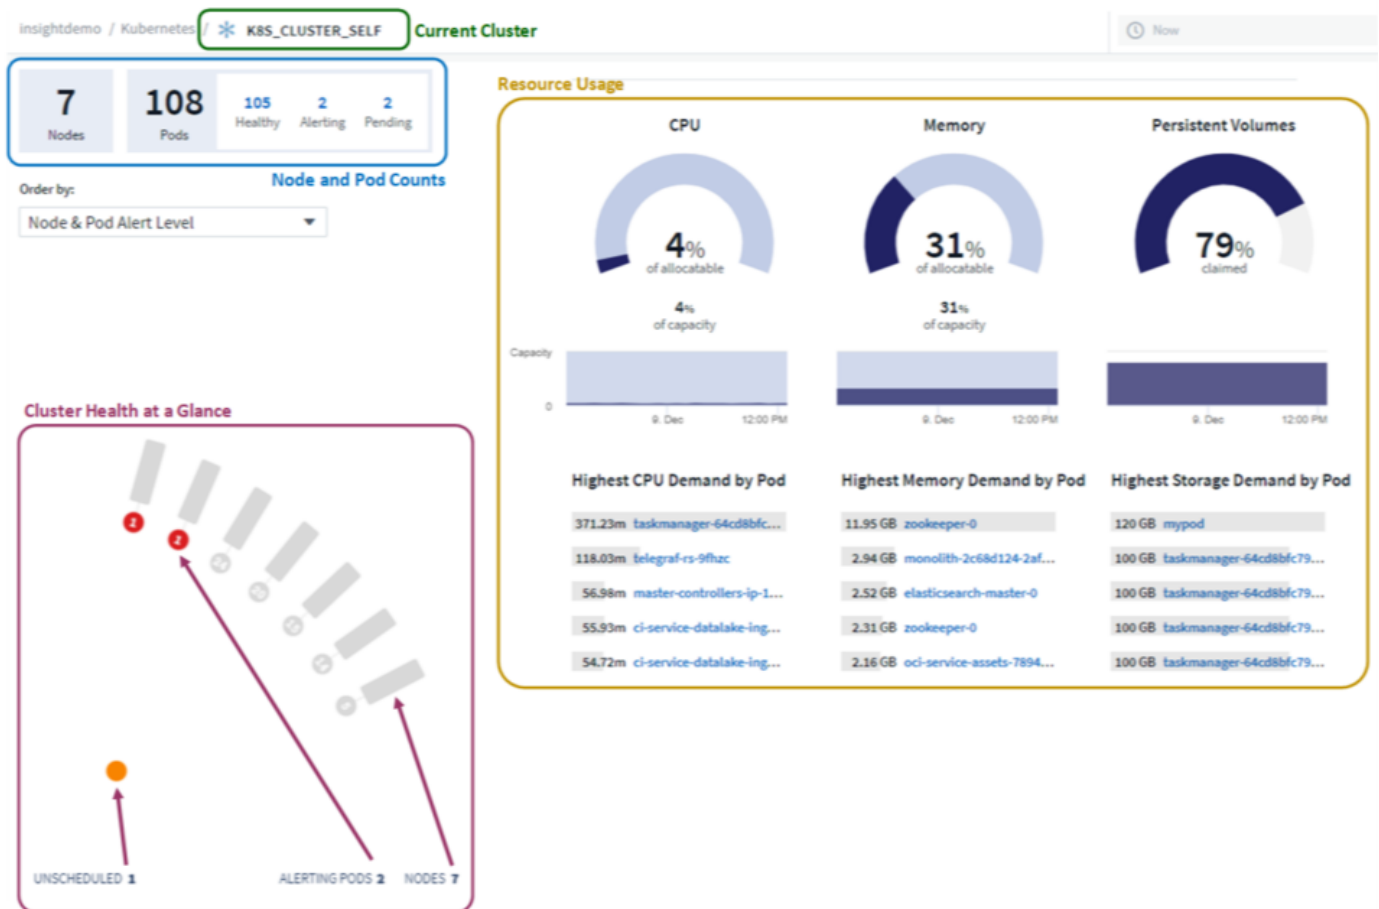 insightdemo / Kubernetes / K8S_CLUSTER_SELF Current Cluster
Now
7
Nodes
108
Pods
105
Healthy
2
Alerting
2
Pending
Node and Pod Counts
Order by:
Node & Pod Alert Level
Resource Usage
CPU
4%
of allocatable
4%
of capacity
Memory
31%
of allocatable
31%
of capacity
Persistent Volumes
79%
claimed
Capacity
0
9. Dec 12:00 PM
9. Dec 12:00 PM
9. Dec 12:00 PM
Highest CPU Demand by Pod
371.23m taskmanager-64cd8bfc...
118.03m telegraf-rs-9fhzc
56.98m master-controllers-ip-1...
55.93m ci-service-datalake-ing...
54.72m ci-service-datalake-ing...
Highest Memory Demand by Pod
11.95 GB zookeeper-0
2.94 GB monolith-2c68d124-2af...
2.52 GB elasticsearch-master-0
2.31 GB zookeeper-0
2.16 GB oci-service-assets-7894...
Highest Storage Demand by Pod
120 GB mypod
100 GB taskmanager-64cd8bfc79...
100 GB taskmanager-64cd8bfc79...
100 GB taskmanager-64cd8bfc79...
100 GB taskmanager-64cd8bfc79...
Cluster Health at a Glance
2
2
UNSCHEDULED 1
ALERTING PODS 2
NODES 7